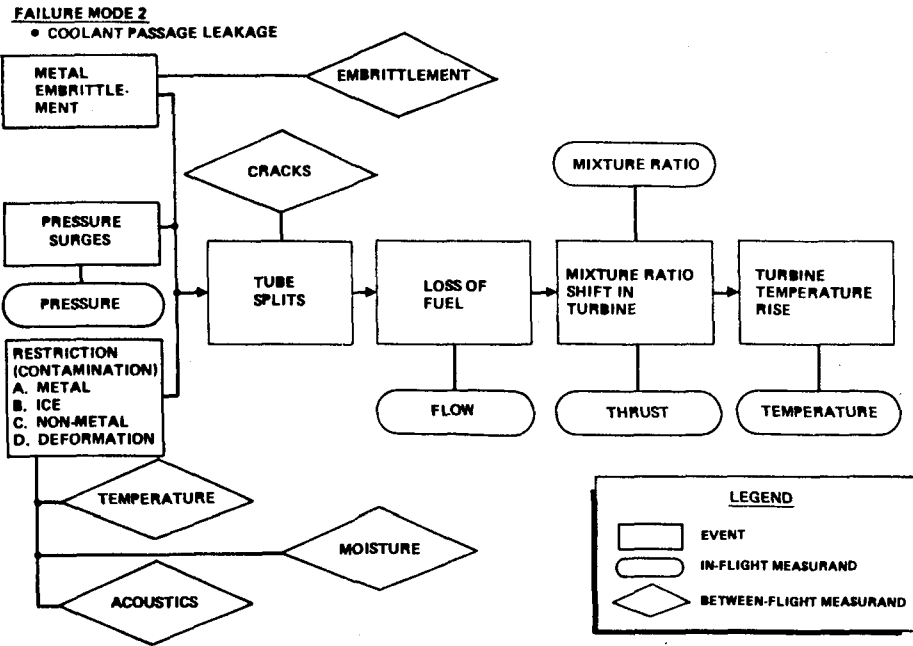 FAILURE MODE 2
• COOLANT PASSAGE LEAKAGE
METAL
EMBRITTLE-
MENT
EMBRITTLEMENT
CRACKS
MIXTURE RATIO
PRESSURE
SURGES
PRESSURE
TUBE
SPLITS
LOSS OF
FUEL
MIXTURE RATIO
SHIFT IN
TURBINE
TURBINE
TEMPERATURE
RISE
RESTRICTION
(CONTAMINATION)
A. METAL
B. ICE
C. NON-METAL
D. DEFORMATION
FLOW
THRUST
TEMPERATURE
TEMPERATURE
MOISTURE
ACOUSTICS
LEGEND
EVENT
IN-FLIGHT MEASURAND
BETWEEN-FLIGHT MEASURAND